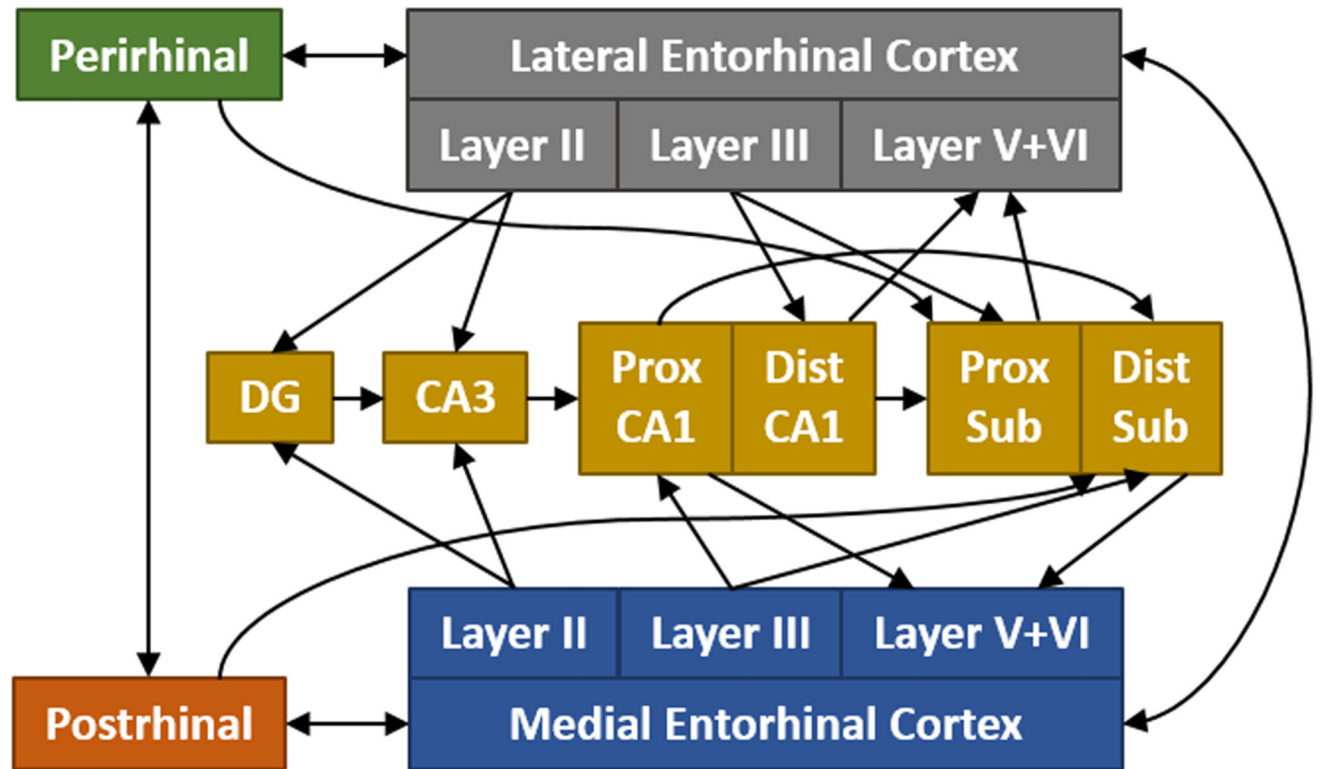 Perirhinal
Lateral Entorhinal Cortex
Layer II
Layer III
Layer V+VI
DG
CA3
Prox
CA1
Dist
CA1
Prox
Sub
Dist
Sub
Layer II
Layer III
Layer V+VI
Postrhinal
Medial Entorhinal Cortex